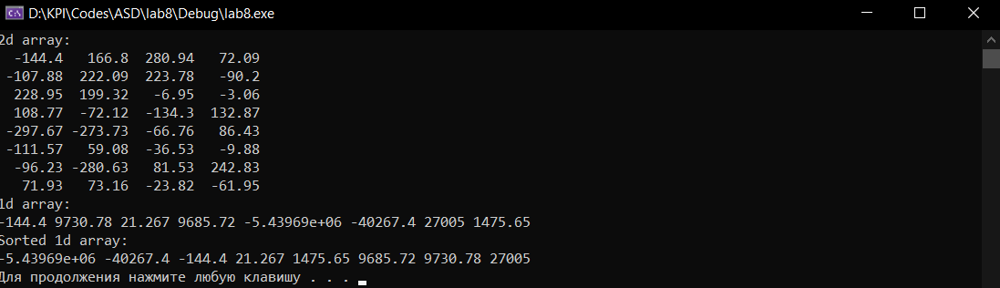 D:\KPI\Codes\ASD\lab8\Debug\lab8.exe
2d array:
  -144.4   166.8  280.94   72.09
 -107.88  222.09  223.78   -90.2
  228.95  199.32   -6.95   -3.06
  108.77  -72.12  -134.3  132.87
 -297.67 -273.73  -66.76   86.43
 -111.57   59.08  -36.53   -9.88
  -96.23 -280.63   81.53  242.83
   71.93   73.16  -23.82  -61.95
1d array:
-144.4 9730.78 21.267 9685.72 -5.43969e+06 -40267.4 27005 1475.65
Sorted 1d array:
-5.43969e+06 -40267.4 -144.4 21.267 1475.65 9685.72 9730.78 27005
Для продолжения нажмите любую клавишу . . .